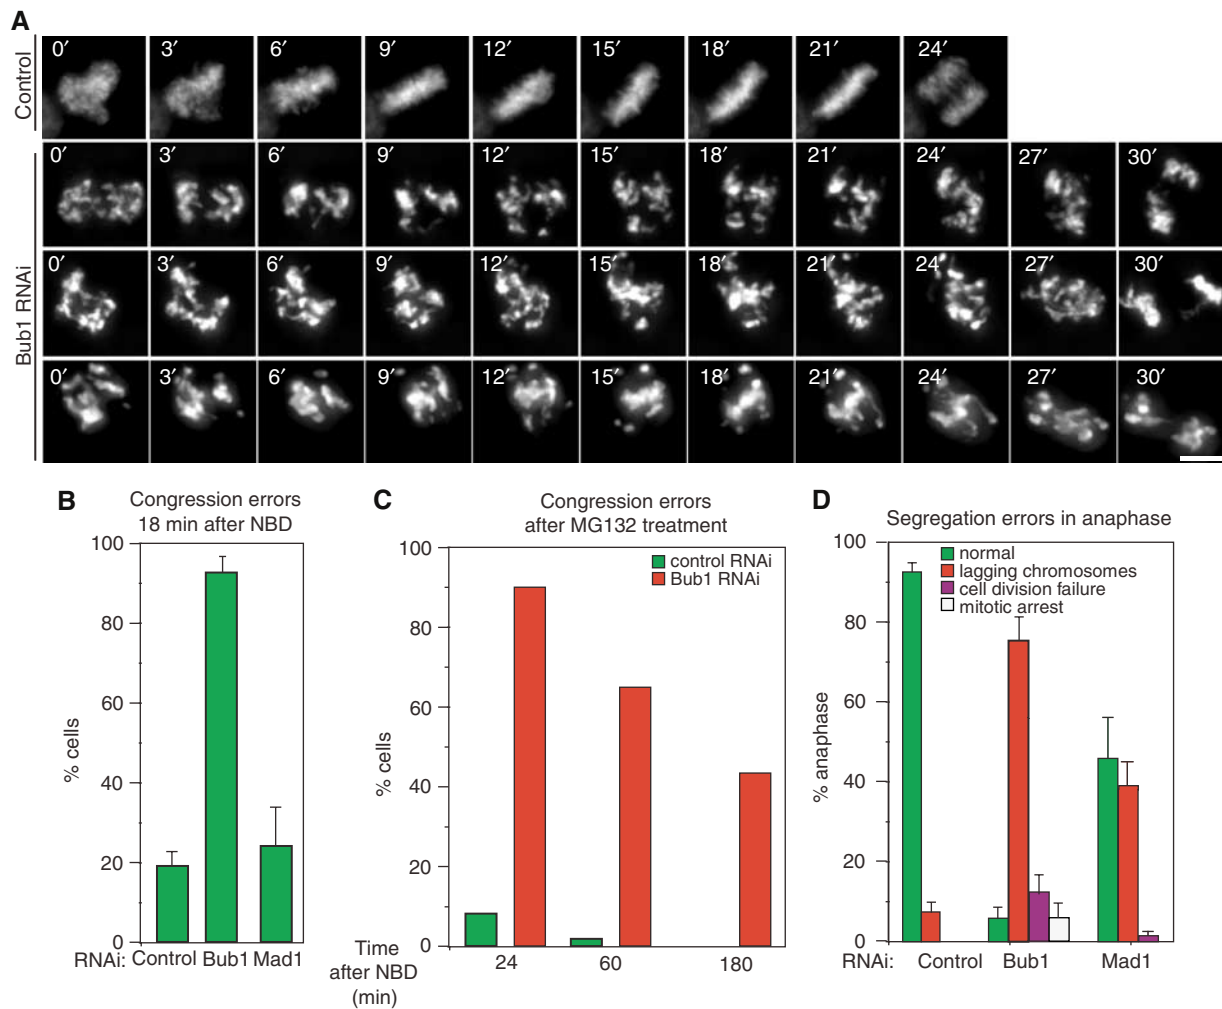 A
Control
0′ 3′ 6′ 9′ 12′ 15′ 18′ 21′ 24′
Bub1 RNAi
0′ 3′ 6′ 9′ 12′ 15′ 18′ 21′ 24′ 27′ 30′
0′ 3′ 6′ 9′ 12′ 15′ 18′ 21′ 24′ 27′ 30′
0′ 3′ 6′ 9′ 12′ 15′ 18′ 21′ 24′ 27′ 30′
B
Congression errors
18 min after NBD
% cells
100
80
60
40
20
0
RNAi: Control Bub1 Mad1
C
Congression errors
after MG132 treatment
control RNAi
Bub1 RNAi
% cells
100
80
60
40
20
0
Time
after NBD
(min)
24 60 180
D
Segregation errors in anaphase
normal
lagging chromosomes
cell division failure
mitotic arrest
% anaphase
100
80
60
40
20
0
RNAi: Control Bub1 Mad1